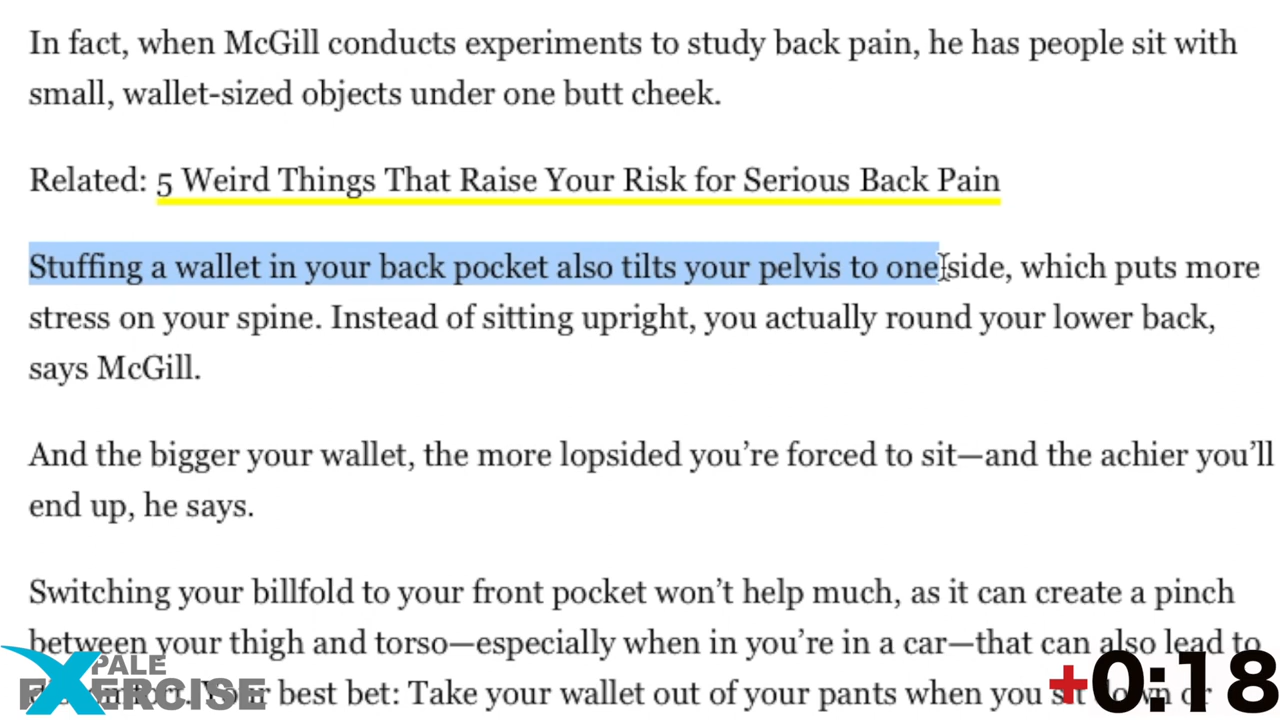 In fact, when McGill conducts experiments to study back pain, he has people sit with
small, wallet-sized objects under one butt cheek.
Related: 5 Weird Things That Raise Your Risk for Serious Back Pain
Stuffing a wallet in your back pocket also tilts your pelvis to one side, which puts more
stress on your spine. Instead of sitting upright, you actually round your lower back,
says McGill.
And the bigger your wallet, the more lopsided you’re forced to sit—and the achier you’ll
end up, he says.
Switching your billfold to your front pocket won’t help much, as it can create a pinch
between your thigh and torso—especially when in you’re in a car—that can also lead to
Your best bet: Take your wallet out of your pants when you sit down or
PALE
EXERCISE
+0:18